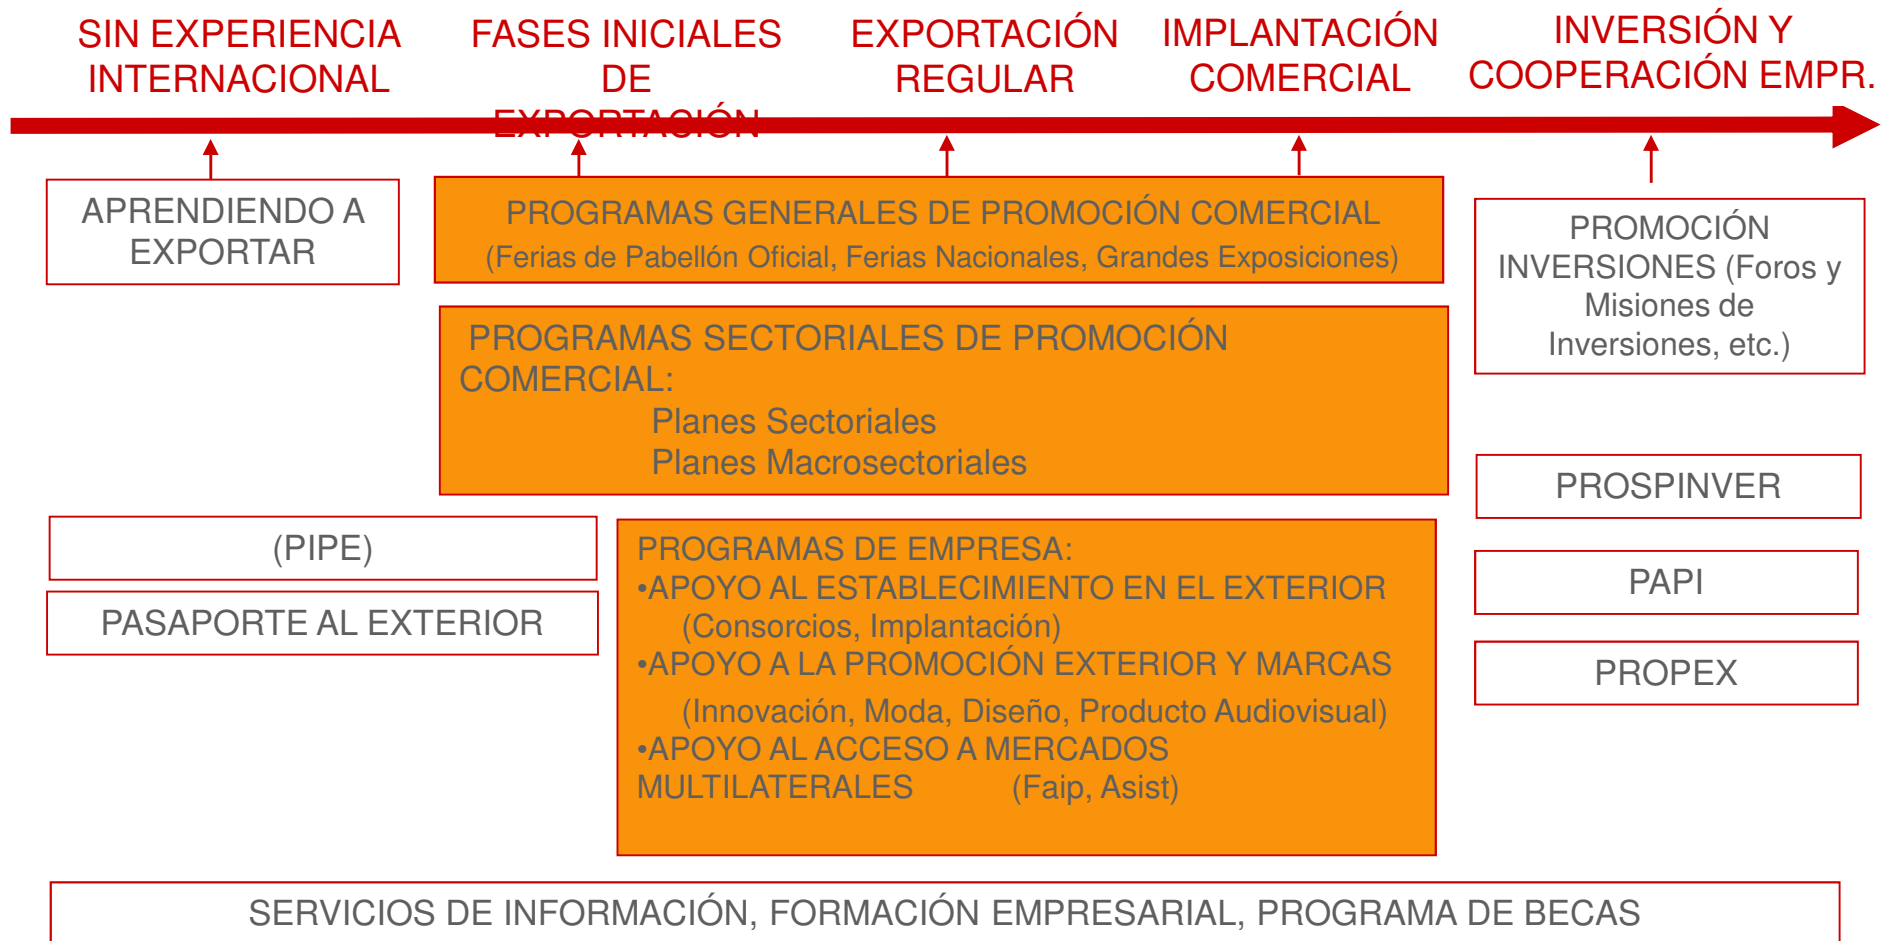 SIN EXPERIENCIA
INTERNACIONAL
FASES INICIALES
DE
EXPORTACIÓN
EXPORTACIÓN
REGULAR
IMPLANTACIÓN
COMERCIAL
INVERSIÓN Y
COOPERACIÓN EMPR.
APRENDIENDO A
EXPORTAR
PROGRAMAS GENERALES DE PROMOCIÓN COMERCIAL
(Ferias de Pabellón Oficial, Ferias Nacionales, Grandes Exposiciones)
PROMOCIÓN
INVERSIONES (Foros y
Misiones de
Inversiones, etc.)
PROGRAMAS SECTORIALES DE PROMOCIÓN
COMERCIAL:
Planes Sectoriales
Planes Macrosectoriales
PROSPINVER
(PIPE)
PASAPORTE AL EXTERIOR
PROGRAMAS DE EMPRESA:
•APOYO AL ESTABLECIMIENTO EN EL EXTERIOR
(Consorcios, Implantación)
•APOYO A LA PROMOCIÓN EXTERIOR Y MARCAS
(Innovación, Moda, Diseño, Producto Audiovisual)
•APOYO AL ACCESO A MERCADOS
MULTILATERALES (Faip, Asist)
PAPI
PROPEX
SERVICIOS DE INFORMACIÓN, FORMACIÓN EMPRESARIAL, PROGRAMA DE BECAS